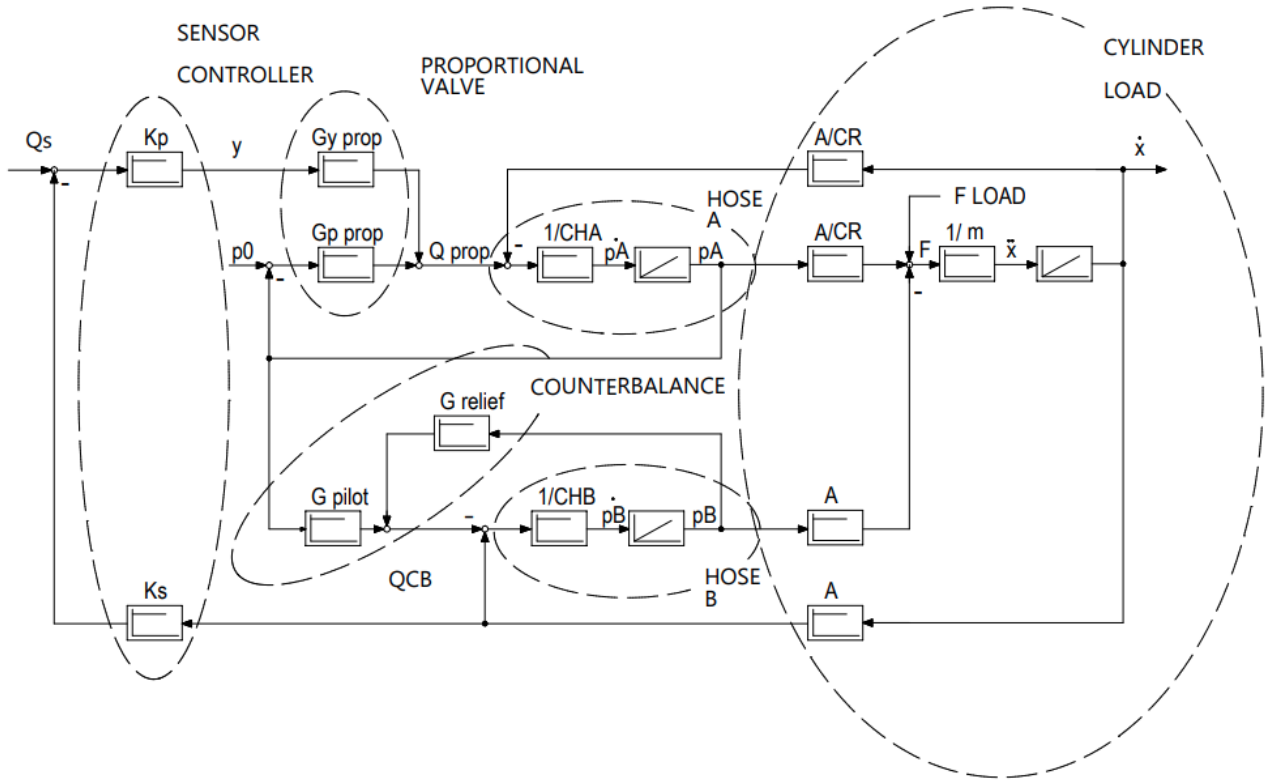 SENSOR
CONTROLLER
PROPORTIONAL
VALVE
CYLINDER
LOAD
Qs
-
Kp
y
Gy prop
A/CR
ẋ
HOSE
A
F LOAD
p0
-
Gp prop
Q prop
-
1/CHA
ṗA
pA
A/CR
F
-
1/ m
ẍ
COUNTERBALANCE
G relief
G pilot
-
1/CHB
ṗB
pB
A
QCB
HOSE
B
Ks
A